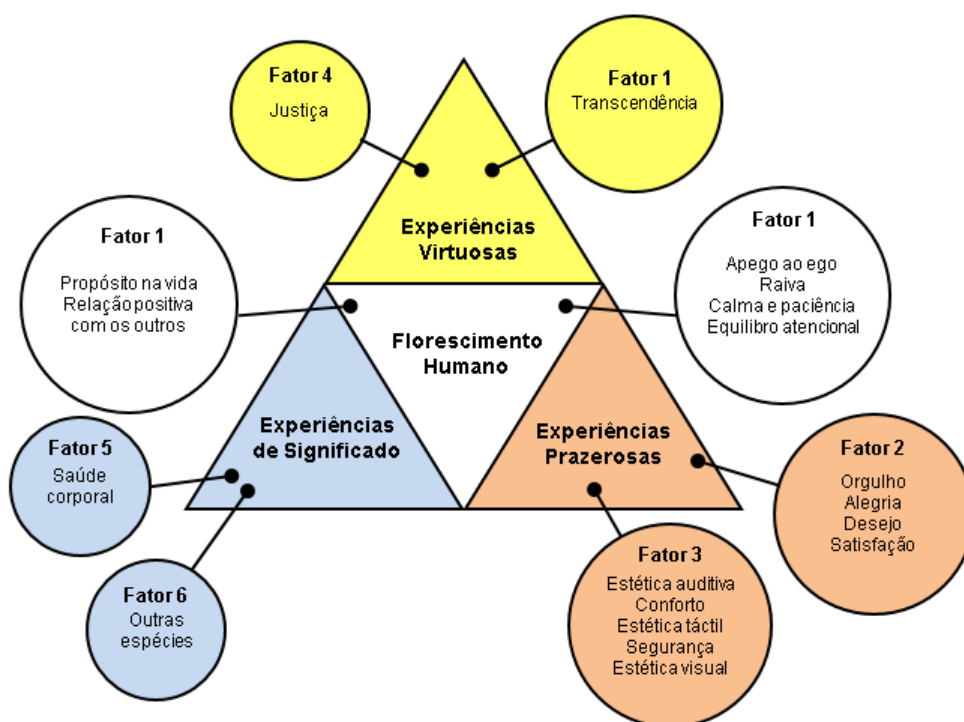 Fator 4
Justiça
Fator 1
Transcendência
Experiências
Virtuosas
Fator 1
Propósito na vida
Relação positiva
com os outros
Fator 1
Apego ao ego
Raiva
Calma e paciência
Equilibro atencional
Florescimento
Humano
Experiências
de Significado
Experiências
Prazerosas
Fator 5
Saúde
corporal
Fator 2
Orgulho
Alegria
Desejo
Satisfação
Fator 6
Outras
espécies
Fator 3
Estética auditiva
Conforto
Estética táctil
Segurança
Estética visual